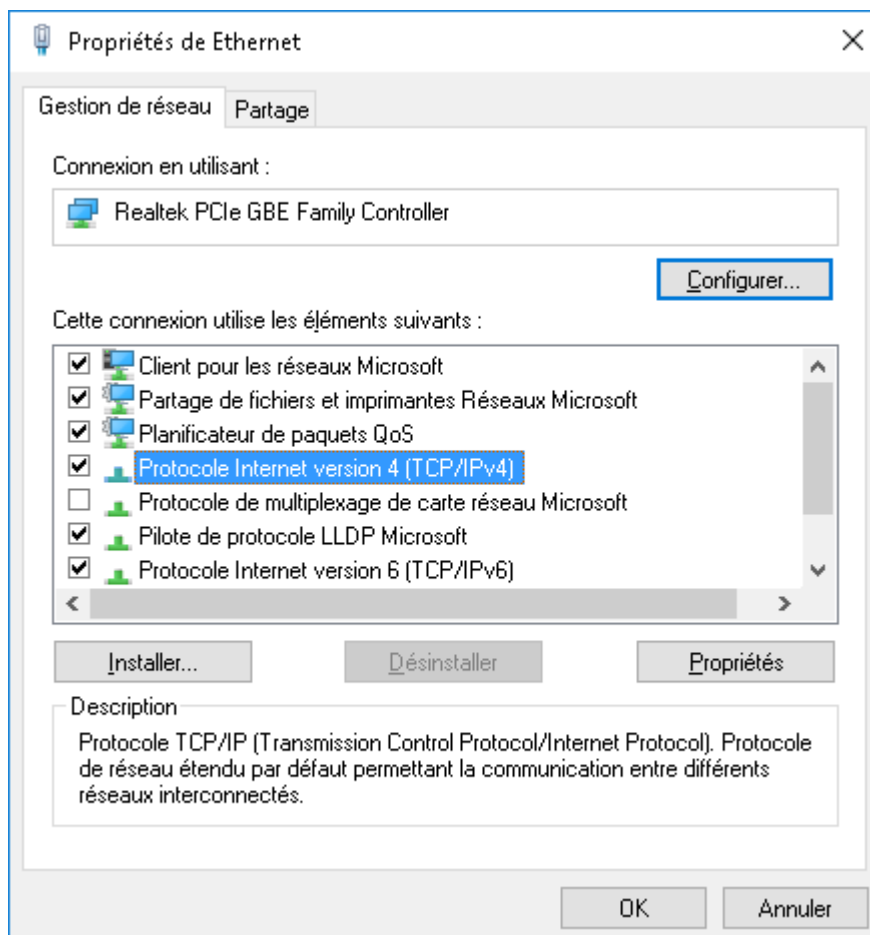 Propriétés de Ethernet
Gestion de réseau
Partage
Connexion en utilisant :
Realtek PCIe GBE Family Controller
Configurer...
Cette connexion utilise les éléments suivants :
Client pour les réseaux Microsoft
Partage de fichiers et imprimantes Réseaux Microsoft
Planificateur de paquets QoS
Protocole Internet version 4 (TCP/IPv4)
Protocole de multiplexage de carte réseau Microsoft
Pilote de protocole LLDP Microsoft
Protocole Internet version 6 (TCP/IPv6)
Installer...
Désinstaller
Propriétés
Description
Protocole TCP/IP (Transmission Control Protocol/Internet Protocol). Protocole
de réseau étendu par défaut permettant la communication entre différents
réseaux interconnectés.
OK
Annuler